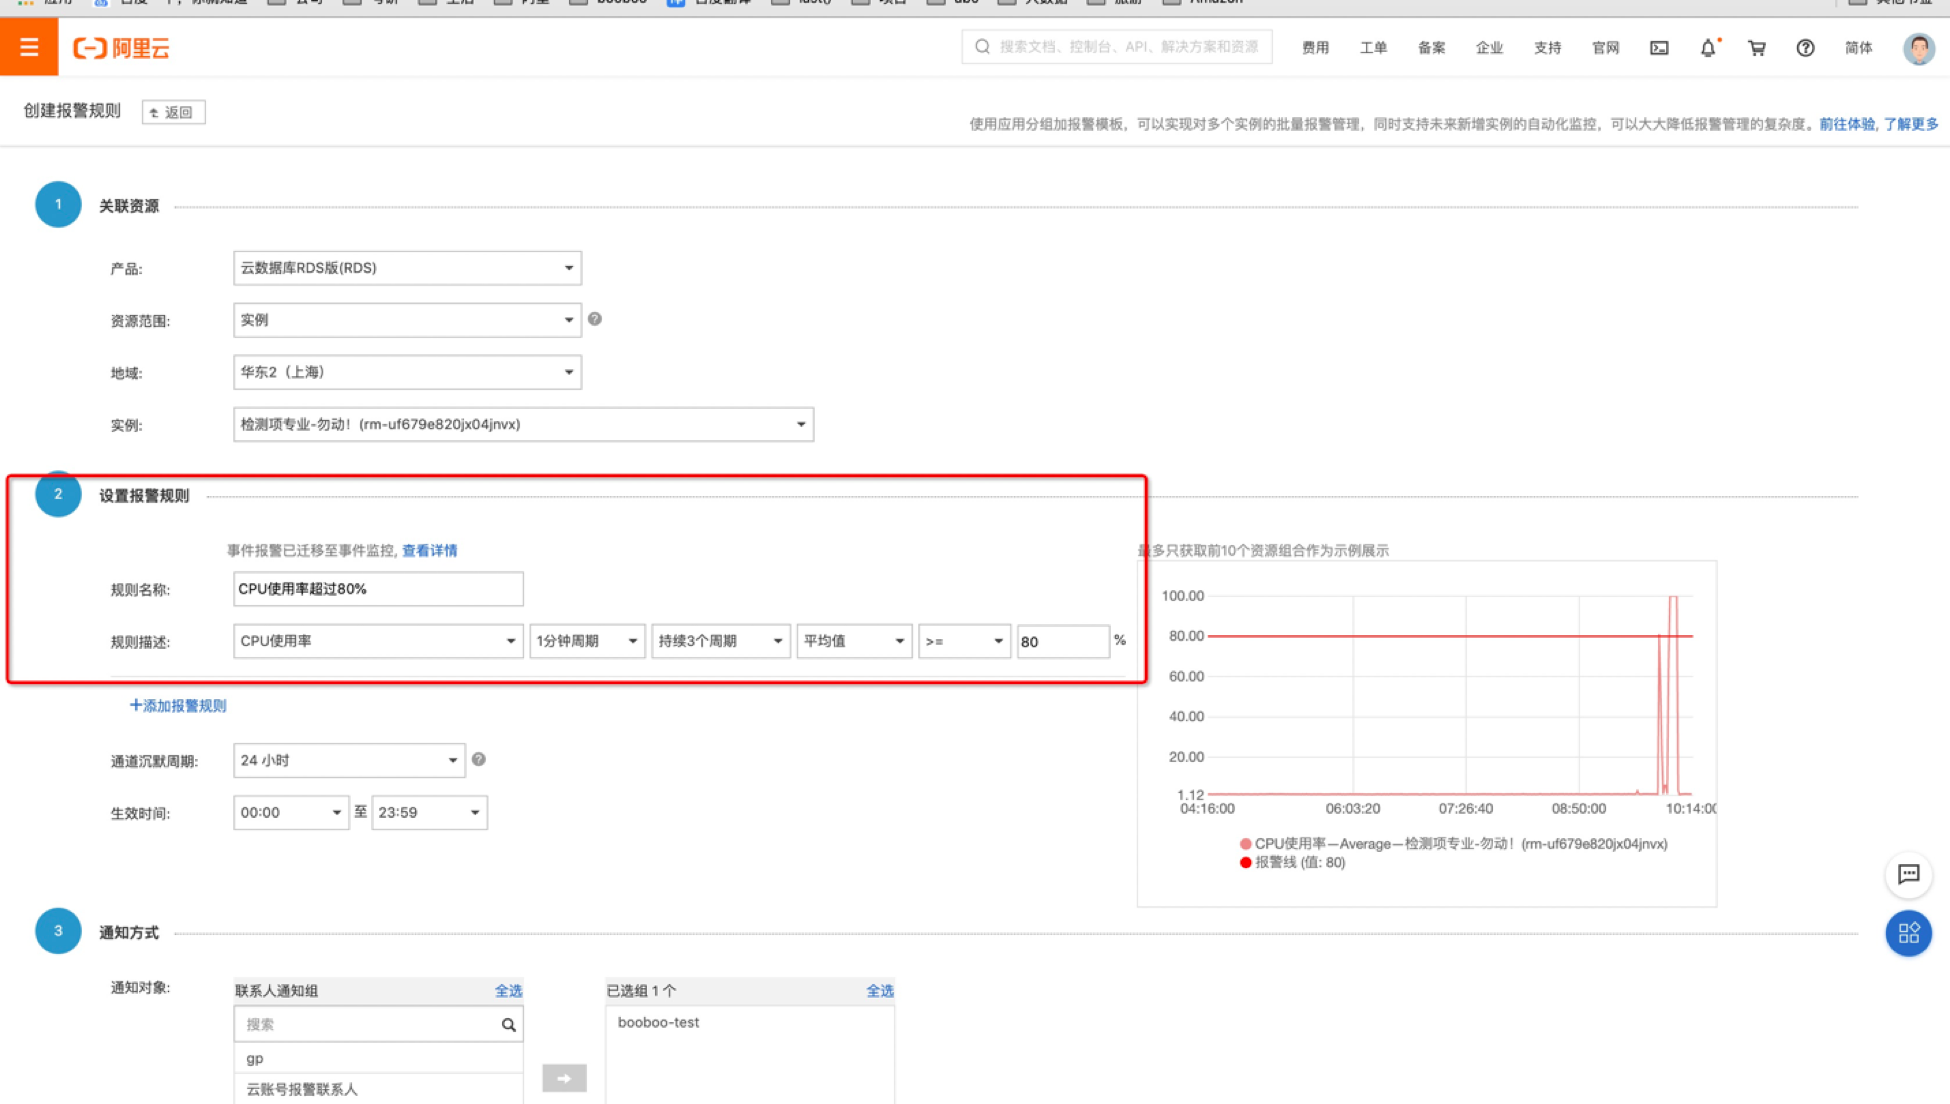 阿里云
搜索文档、控制台、API、解决方案和资源
费用 工单 备案 企业 支持 官网 简体
创建报警规则 返回
使用应用分组加报警模板，可以实现对多个实例的批量报警管理，同时支持未来新增实例的自动化监控，可以大大降低报警管理的复杂度。前往体验, 了解更多
1 关联资源
产品: 云数据库RDS版(RDS)
资源范围: 实例
地域: 华东2（上海）
实例: 检测项专业-勿动！(rm-uf679e820jx04jnvx)
2 设置报警规则
事件报警已迁移至事件监控, 查看详情
规则名称: CPU使用率超过80%
规则描述: CPU使用率 1分钟周期 持续3个周期 平均值 >= 80 %
+添加报警规则
通道沉默周期: 24 小时
生效时间: 00:00 至 23:59
最多只获取前10个资源组合作为示例展示
100.00
80.00
60.00
40.00
20.00
1.12
04:16:00 06:03:20 07:26:40 08:50:00 10:14:00
CPU使用率—Average—检测项专业-勿动！(rm-uf679e820jx04jnvx)
报警线 (值: 80)
3 通知方式
通知对象: 联系人通知组 全选 已选组 1 个 全选
搜索 booboo-test
gp
云账号报警联系人